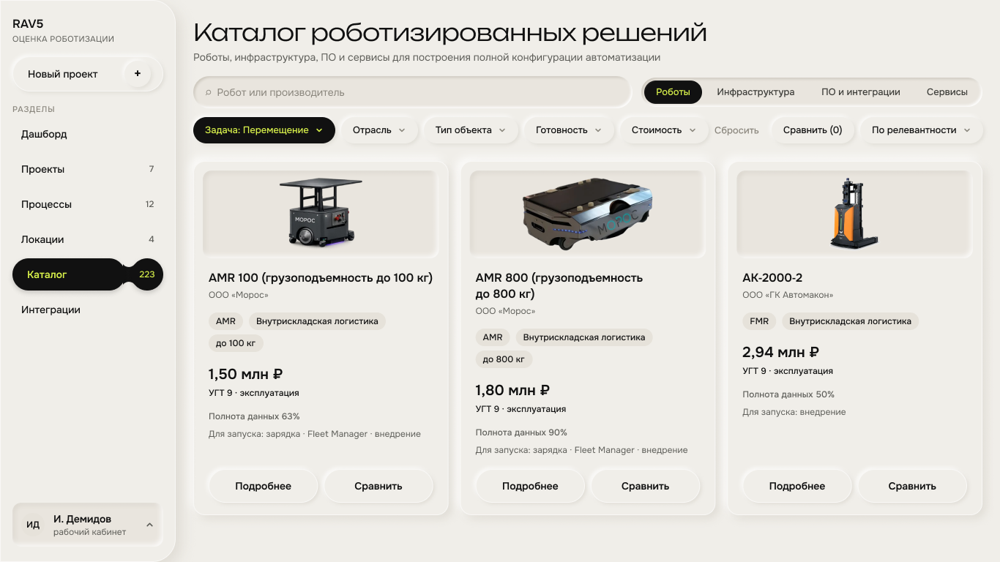 RAV5
ОЦЕНКА РОБОТИЗАЦИИ
Новый проект +
РАЗДЕЛЫ
Дашборд
Проекты 7
Процессы 12
Локации 4
Каталог 223
Интеграции
ИД
И. Демидов
рабочий кабинет
Каталог роботизированных решений
Роботы, инфраструктура, ПО и сервисы для построения полной конфигурации автоматизации
Робот или производитель
Роботы Инфраструктура ПО и интеграции Сервисы
Задача: Перемещение Отрасль Тип объекта Готовность Стоимость Сбросить Сравнить (0) По релевантности
МОРОС
AMR 100 (грузоподъемность до 100 кг)
ООО «Морос»
AMR Внутрискладская логистика
до 100 кг
1,50 млн ₽
УГТ 9 · эксплуатация
Полнота данных 63%
Для запуска: зарядка · Fleet Manager · внедрение
Подробнее Сравнить
МОРОС
AMR 800 (грузоподъемность
до 800 кг)
ООО «Морос»
AMR Внутрискладская логистика
до 800 кг
1,80 млн ₽
УГТ 9 · эксплуатация
Полнота данных 90%
Для запуска: зарядка · Fleet Manager · внедрение
Подробнее Сравнить
АК-2000-2
ООО «ГК Автомакон»
FMR Внутрискладская логистика
2,94 млн ₽
УГТ 9 · эксплуатация
Полнота данных 50%
Для запуска: внедрение
Подробнее Сравнить